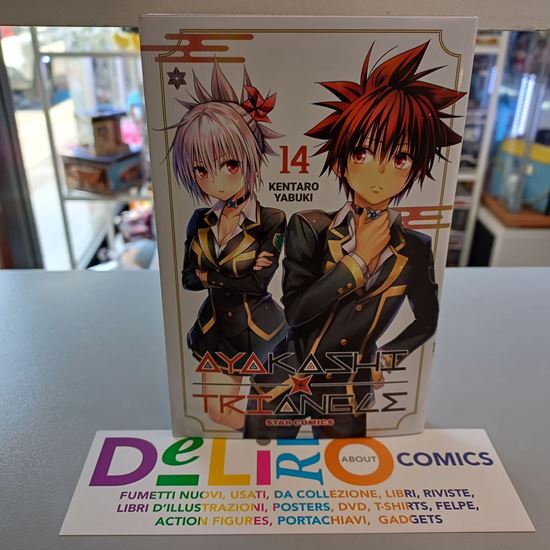 14
KENTARO
YABUKI
AYAKASHI
TRIANGLE
STAR COMICS
DeLiRiO ABOUT COMICS
FUMETTI NUOVI, USATI, DA COLLEZIONE, LIBRI, RIVISTE,
LIBRI D'ILLUSTRAZIONI, POSTERS, DVD, T-SHIRTS, FELPE,
ACTION FIGURES, PORTACHIAVI, GADGETS